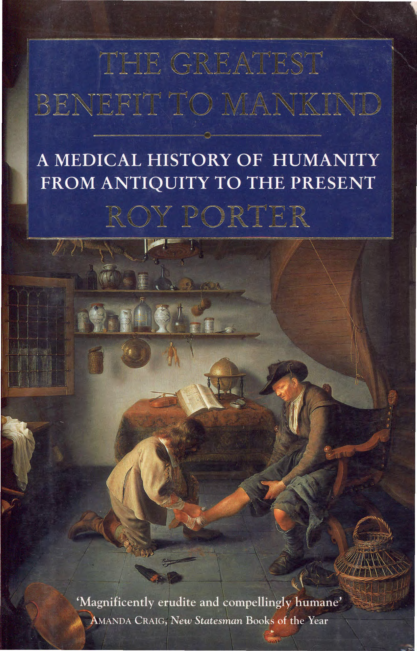 THE GREATEST
BENEFIT TO MANKIND
A MEDICAL HISTORY OF HUMANITY
FROM ANTIQUITY TO THE PRESENT
ROY PORTER
‘Magnificently erudite and compellingly humane’
AMANDA CRAIG, New Statesman Books of the Year